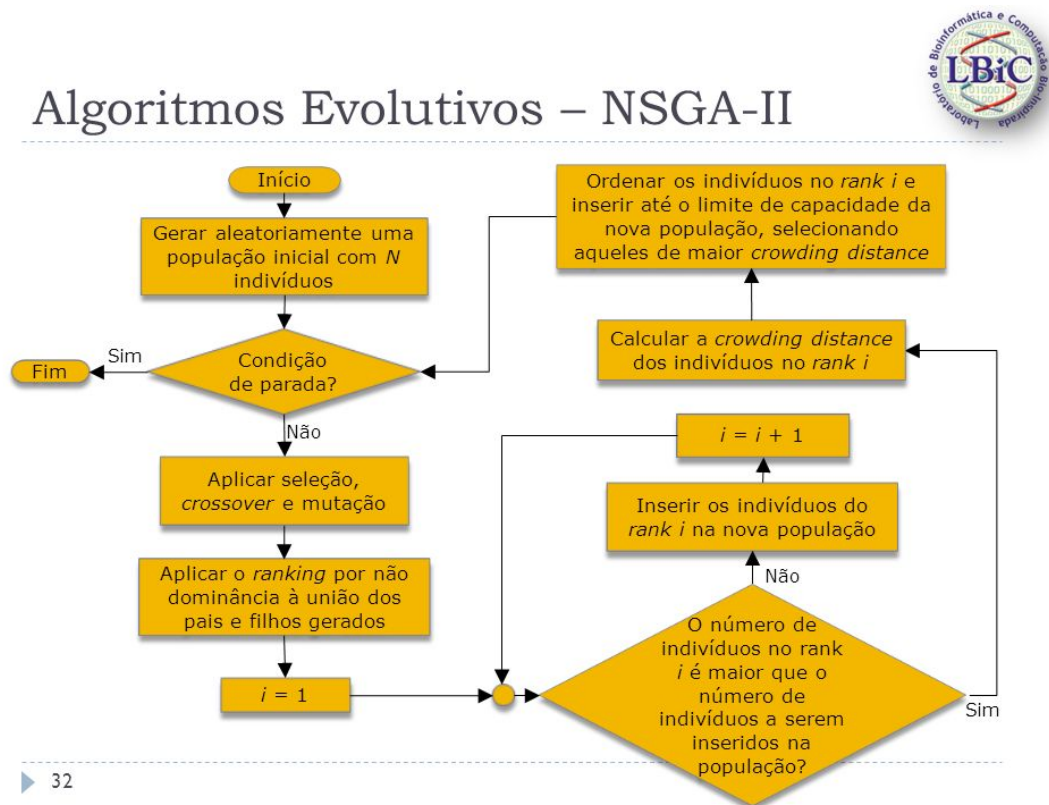 Laboratório de Bioinformática e Computação Bio-Inspirada
LBiC
Algoritmos Evolutivos – NSGA-II
Início
Gerar aleatoriamente uma
população inicial com N
indivíduos
Condição
de parada?
Sim
Fim
Não
Aplicar seleção,
crossover e mutação
Aplicar o ranking por não
dominância à união dos
pais e filhos gerados
i = 1
O número de
indivíduos no rank
i é maior que o
número de
indivíduos a serem
inseridos na
população?
Não
Inserir os indivíduos do
rank i na nova população
i = i + 1
Sim
Calcular a crowding distance
dos indivíduos no rank i
Ordenar os indivíduos no rank i e
inserir até o limite de capacidade da
nova população, selecionando
aqueles de maior crowding distance
32